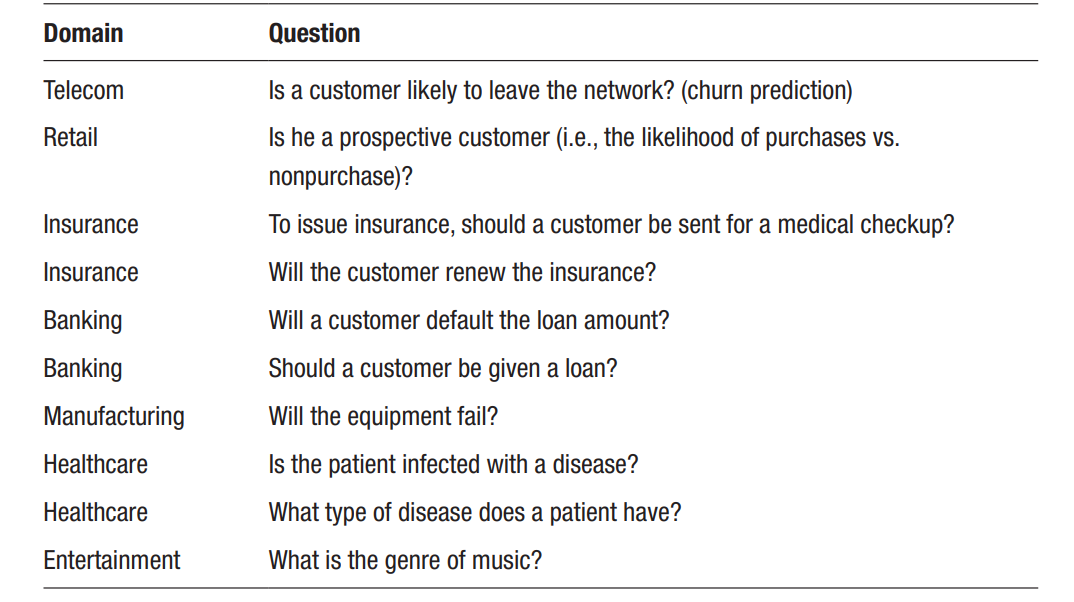 Domain Question
Telecom Is a customer likely to leave the network? (churn prediction)
Retail Is he a prospective customer (i.e., the likelihood of purchases vs.
nonpurchase)?
Insurance To issue insurance, should a customer be sent for a medical checkup?
Insurance Will the customer renew the insurance?
Banking Will a customer default the loan amount?
Banking Should a customer be given a loan?
Manufacturing Will the equipment fail?
Healthcare Is the patient infected with a disease?
Healthcare What type of disease does a patient have?
Entertainment What is the genre of music?